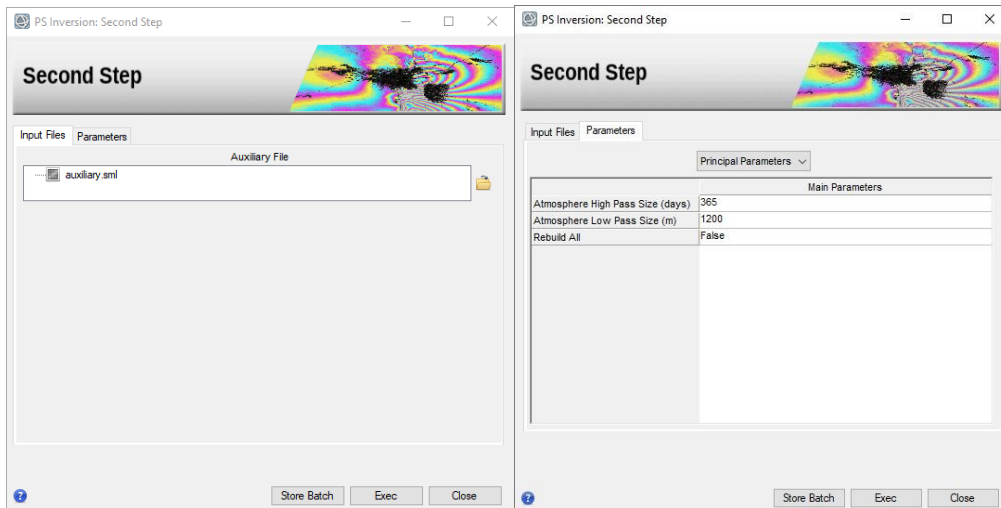 PS Inversion: Second Step
Second Step
Input Files Parameters
Auxiliary File
auxiliary.sml
Store Batch Exec Close
PS Inversion: Second Step
Second Step
Input Files Parameters
Principal Parameters
Main Parameters
Atmosphere High Pass Size (days) 365
Atmosphere Low Pass Size (m) 1200
Rebuild All False
Store Batch Exec Close